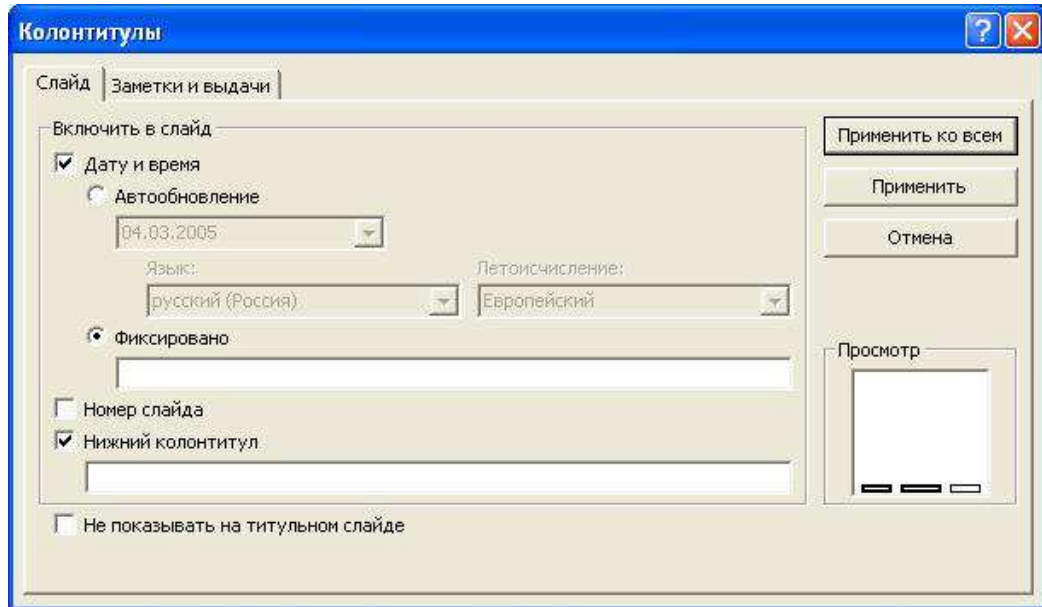 Колонтитулы
Слайд
Заметки и выдачи
Включить в слайд
Дату и время
Автообновление
04.03.2005
Язык:
Летоисчисление:
русский (Россия)
Европейский
Фиксировано
Номер слайда
Нижний колонтитул
Не показывать на титульном слайде
Применить ко всем
Применить
Отмена
Просмотр